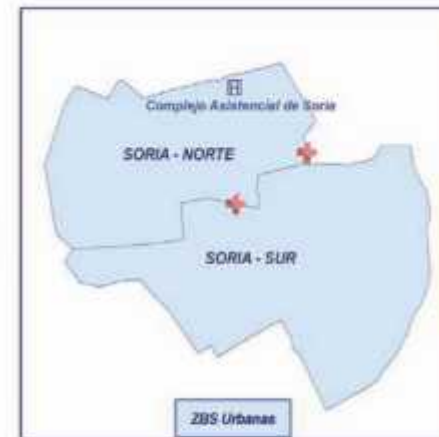 Complejo Asistencial de Soria
SORIA - NORTE
SORIA - SUR
ZBS Urbanas